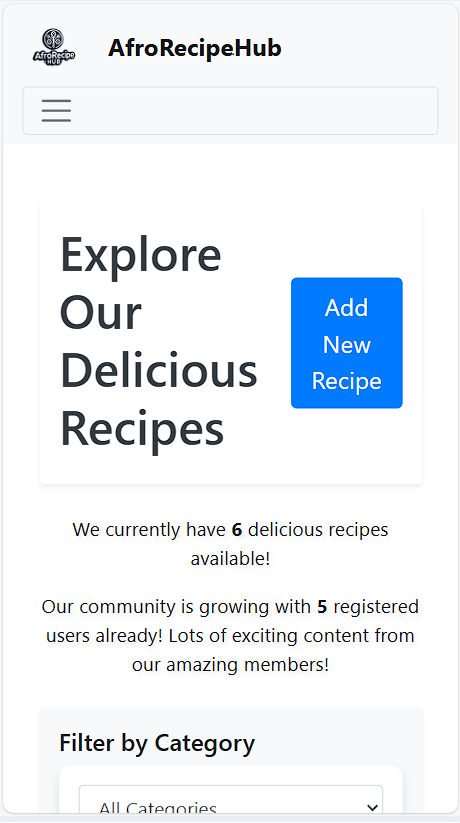 AfroRecipe
HUB
AfroRecipeHub
Explore
Our
Delicious
Recipes
Add
New
Recipe
We currently have 6 delicious recipes
available!
Our community is growing with 5 registered
users already! Lots of exciting content from
our amazing members!
Filter by Category
All Categories